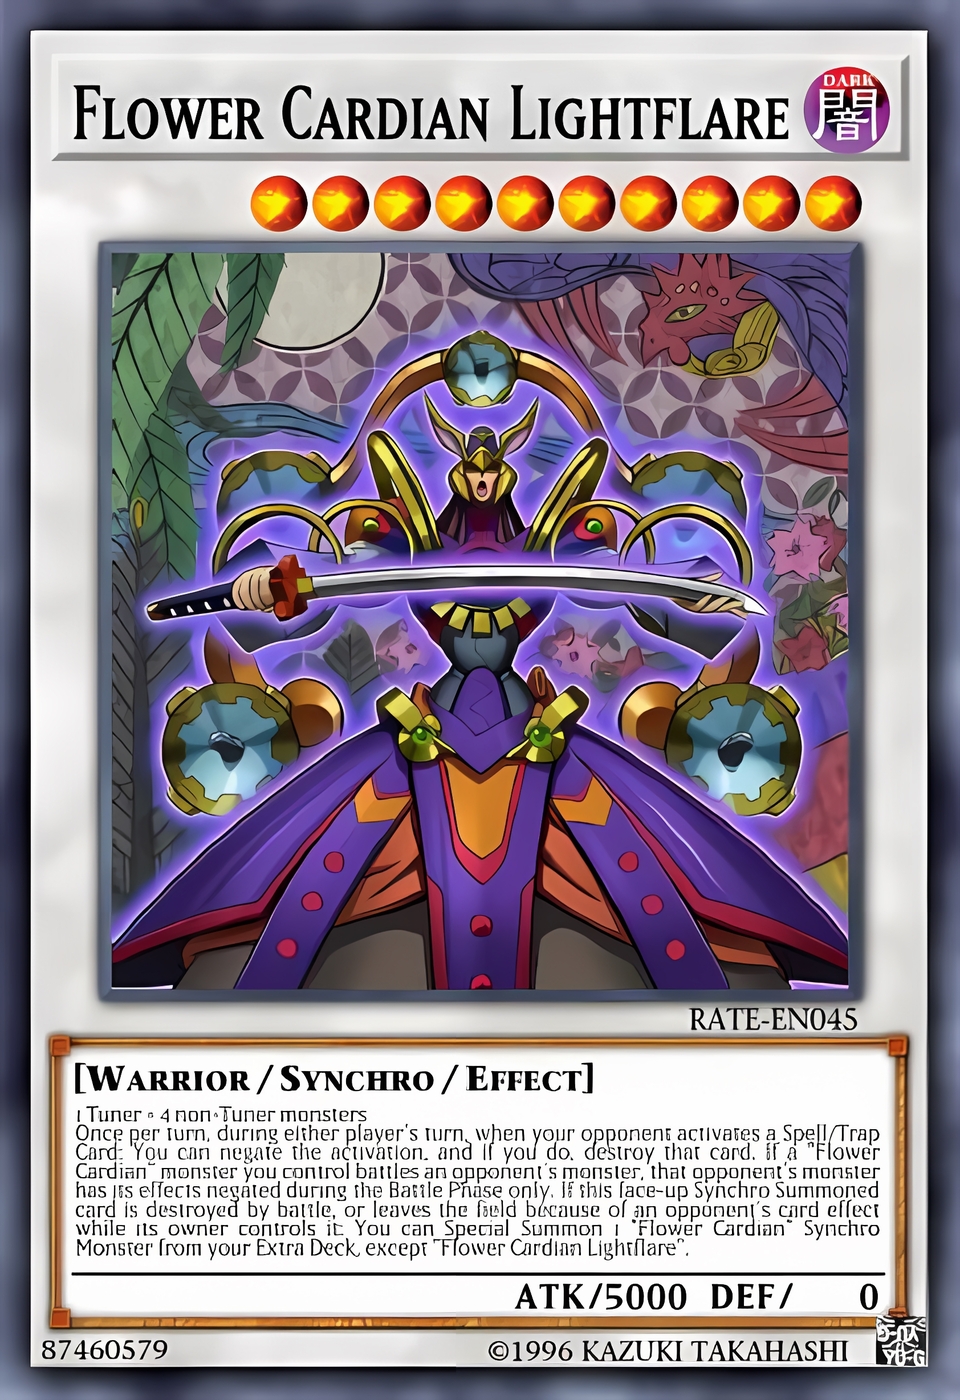 FLOWER CARDIAN LIGHTFLARE
DARK
闇
RATE-EN045
[WARRIOR / SYNCHRO / EFFECT]
1 Tuner + 4 non-Tuner monsters
Once per turn, during either player's turn, when your opponent activates a Spell/Trap
Card: You can negate the activation, and if you do, destroy that card. If a "Flower
Cardian" monster you control battles an opponent's monster, that opponent's monster
has its effects negated during the Battle Phase only. If this face-up Synchro Summoned
card is destroyed by battle, or leaves the field because of an opponent's card effect
while its owner controls it: You can Special Summon 1 "Flower Cardian" Synchro
Monster from your Extra Deck, except "Flower Cardian Lightflare".
ATK/5000 DEF/ 0
87460579
©1996 KAZUKI TAKAHASHI